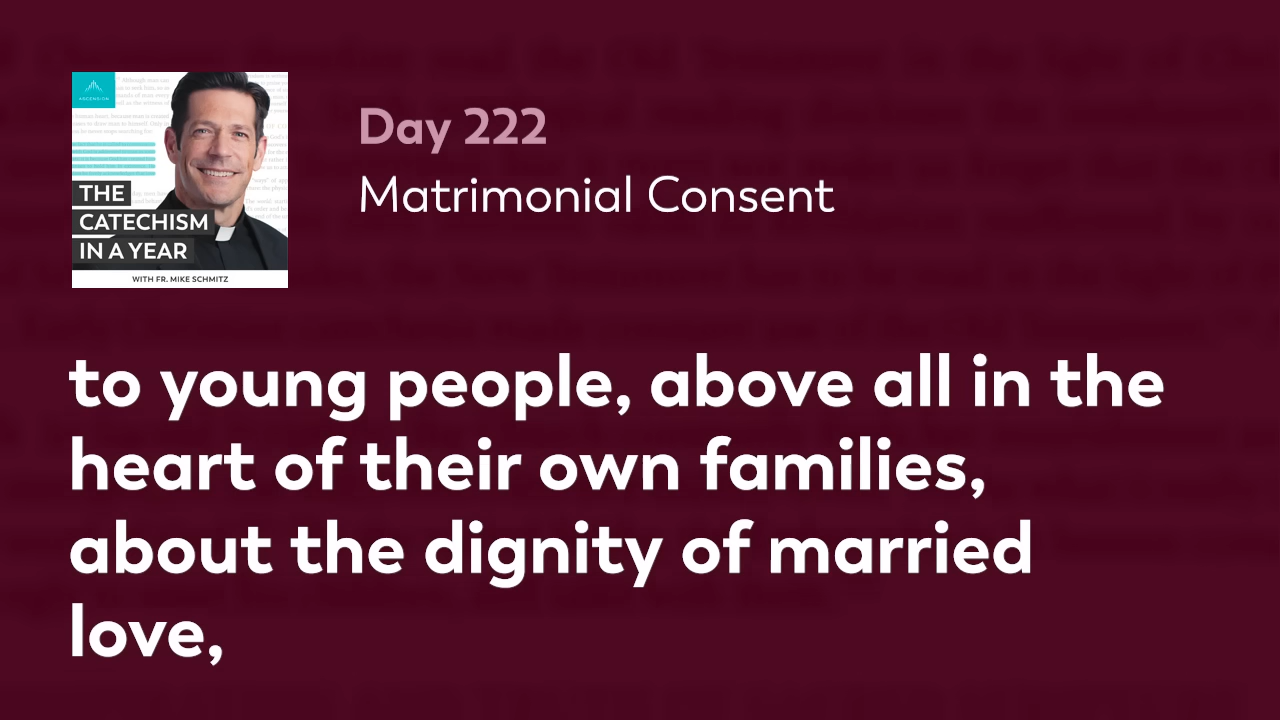 ASCENSION
THE
CATECHISM
IN A YEAR
WITH FR. MIKE SCHMITZ
Day 222
Matrimonial Consent
to young people, above all in the
heart of their own families,
about the dignity of married
love,